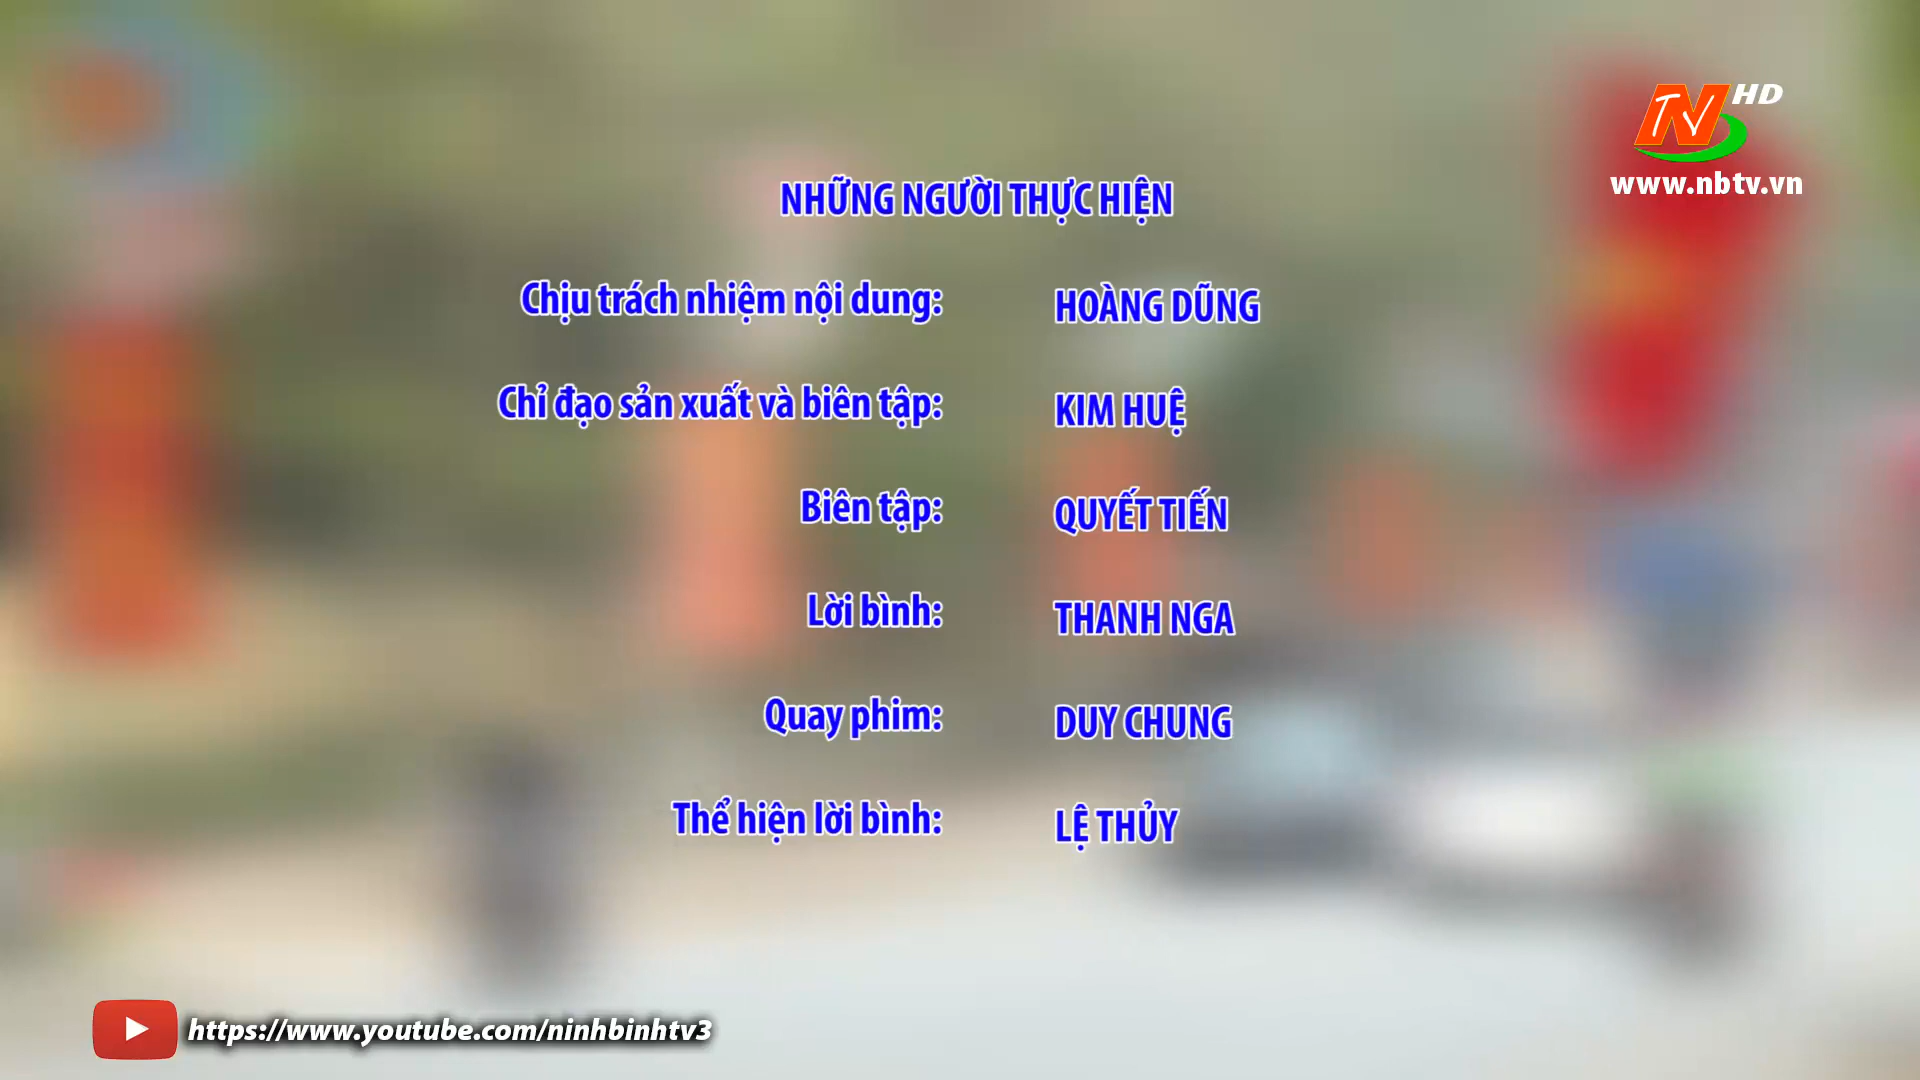 TV N HD
www.nbtv.vn
NHỮNG NGƯỜI THỰC HIỆN
Chịu trách nhiệm nội dung: HOÀNG DŨNG
Chỉ đạo sản xuất và biên tập: KIM HUỆ
Biên tập: QUYẾT TIẾN
Lời bình: THANH NGA
Quay phim: DUY CHUNG
Thể hiện lời bình: LỆ THỦY
https://www.youtube.com/ninhbinhtv3